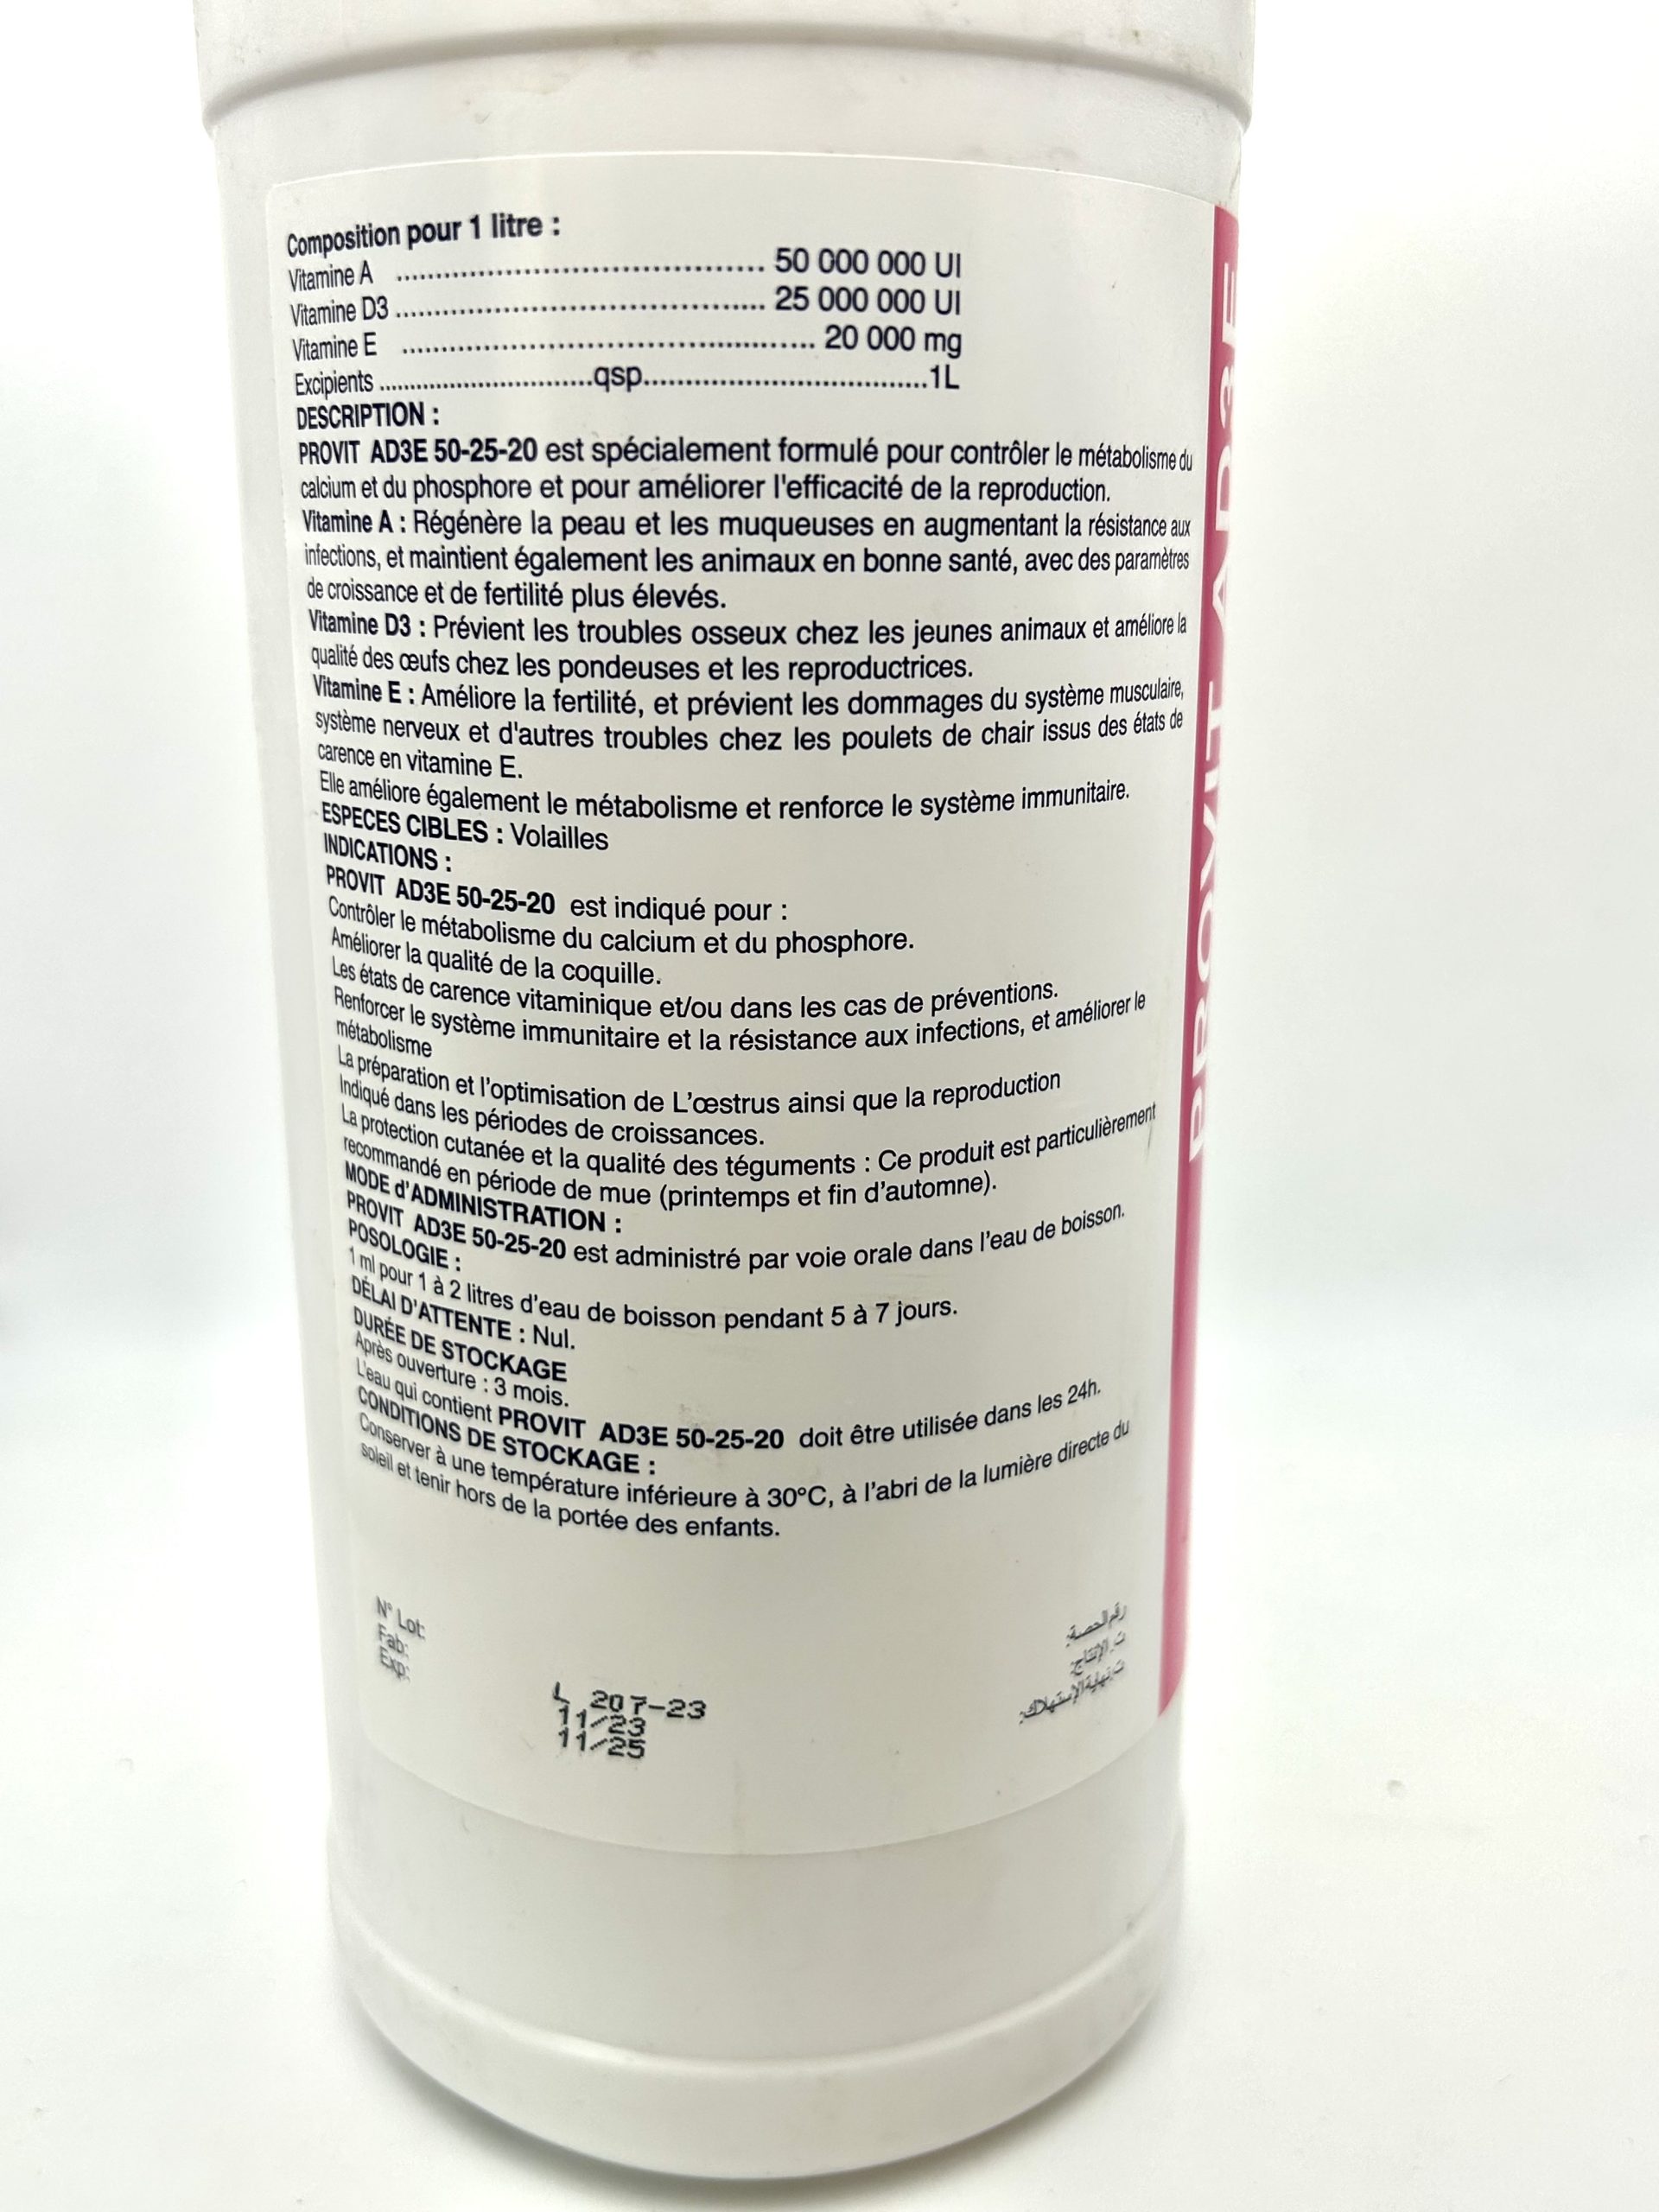 Composition pour 1 litre :
Vitamine A ................................................ 50 000 000 UI
Vitamine D3 ................................................ 25 000 000 UI
Vitamine E ...................................................... 20 000 mg
Excipients .............................qsp......................................1L
DESCRIPTION :
PROVIT AD3E 50-25-20 est spécialement formulé pour contrôler le métabolisme du
calcium et du phosphore et pour améliorer l'efficacité de la reproduction.
Vitamine A : Régénère la peau et les muqueuses en augmentant la résistance aux
infections, et maintient également les animaux en bonne santé, avec des paramètres
de croissance et de fertilité plus élevés.
Vitamine D3 : Prévient les troubles osseux chez les jeunes animaux et améliore la
qualité des œufs chez les pondeuses et les reproductrices.
Vitamine E : Améliore la fertilité, et prévient les dommages du système musculaire,
système nerveux et d'autres troubles chez les poulets de chair issus des états de
carence en vitamine E.
Elle améliore également le métabolisme et renforce le système immunitaire.
ESPECES CIBLES : Volailles
INDICATIONS :
PROVIT AD3E 50-25-20 est indiqué pour :
Contrôler le métabolisme du calcium et du phosphore.
Améliorer la qualité de la coquille.
Les états de carence vitaminique et/ou dans les cas de préventions.
Renforcer le système immunitaire et la résistance aux infections, et améliorer le
métabolisme
La préparation et l'optimisation de L'œstrus ainsi que la reproduction
Indiqué dans les périodes de croissances.
La protection cutanée et la qualité des téguments : Ce produit est particulièrement
recommandé en période de mue (printemps et fin d'automne).
MODE d'ADMINISTRATION :
PROVIT AD3E 50-25-20 est administré par voie orale dans l'eau de boisson.
POSOLOGIE :
1 ml pour 1 à 2 litres d'eau de boisson pendant 5 à 7 jours.
DÉLAI D'ATTENTE : Nul.
DURÉE DE STOCKAGE
Après ouverture : 3 mois.
L'eau qui contient PROVIT AD3E 50-25-20 doit être utilisée dans les 24h.
CONDITIONS DE STOCKAGE :
Conserver à une température inférieure à 30°C, à l'abri de la lumière directe du
soleil et tenir hors de la portée des enfants.
N° Lot:
Fab:
Exp:
L 207-23
11/23
11/25
رقم الحصة:
ت.الإنتاج:
ت.نهاية الإستهلاك:
PROVIT AD3E